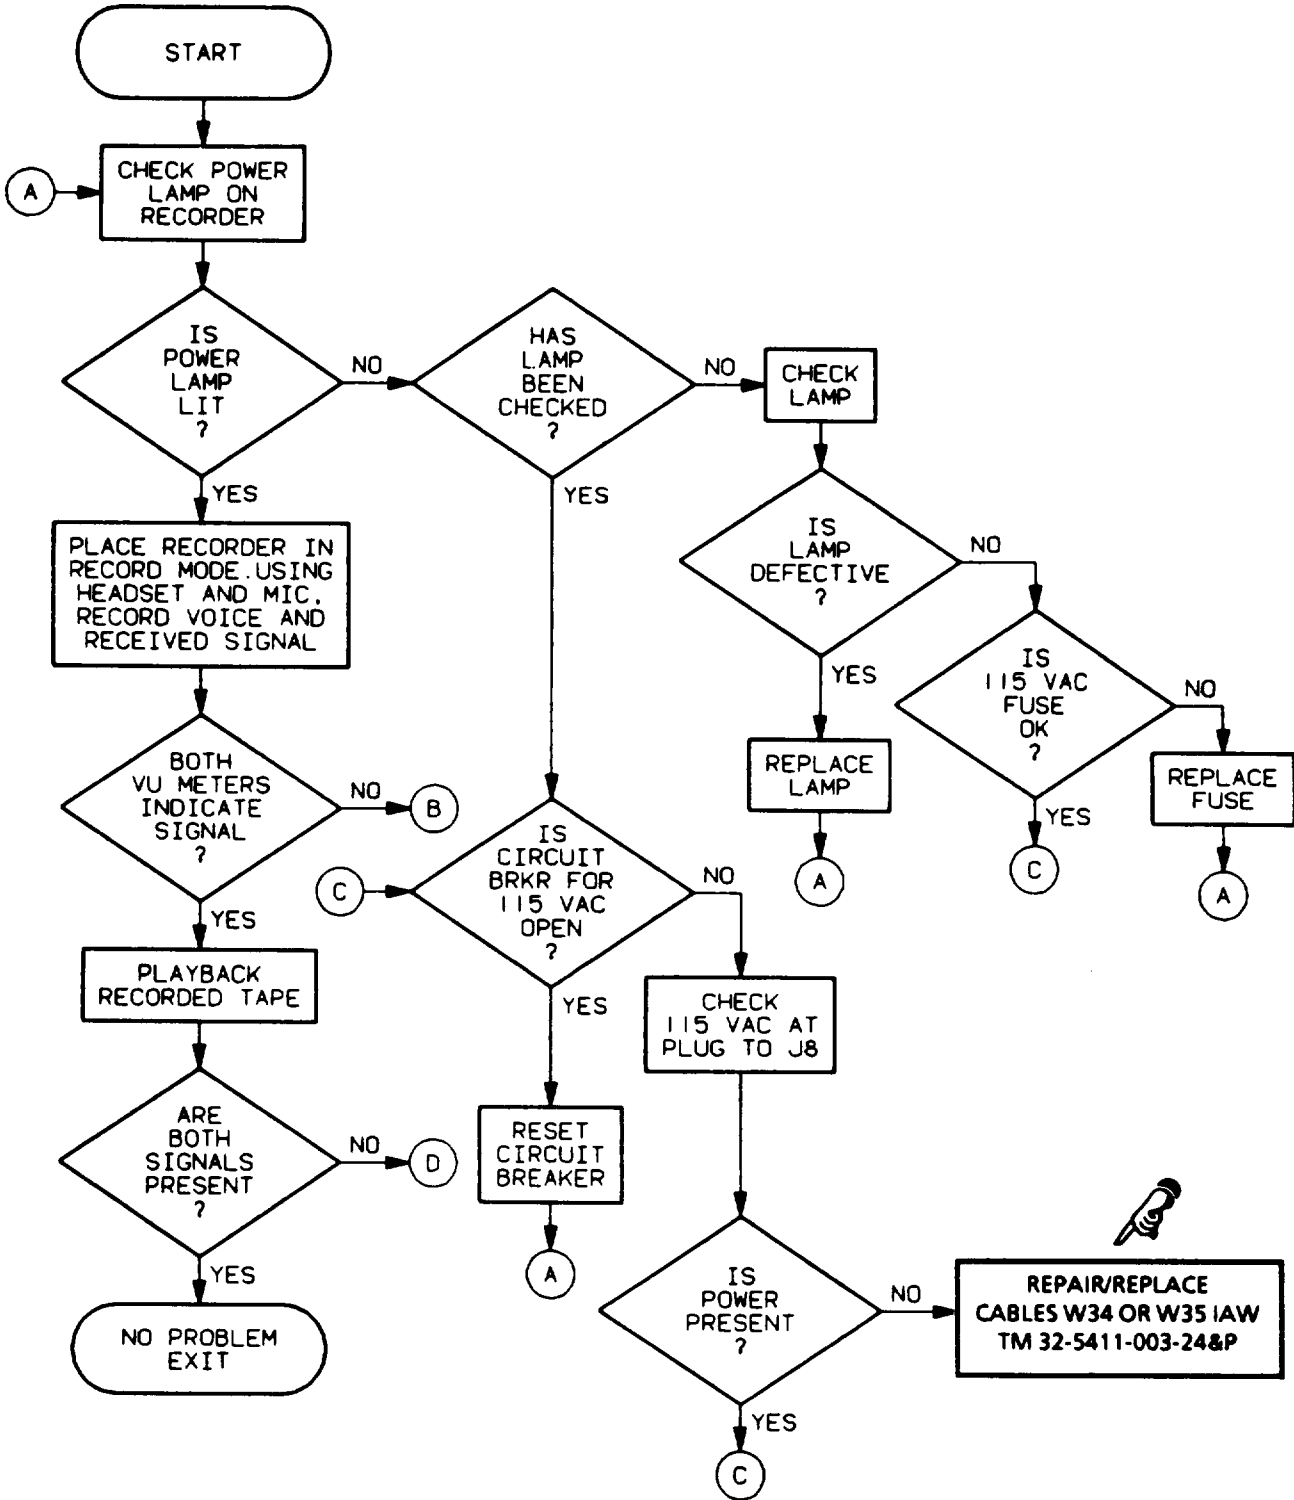 START
A
CHECK POWER
LAMP ON
RECORDER
IS
POWER
LAMP
LIT
?
NO
HAS
LAMP
BEEN
CHECKED
?
NO
CHECK
LAMP
YES
YES
IS
LAMP
DEFECTIVE
?
NO
PLACE RECORDER IN
RECORD MODE.USING
HEADSET AND MIC,
RECORD VOICE AND
RECEIVED SIGNAL
YES
IS
115 VAC
FUSE
OK
?
NO
BOTH
VU METERS
INDICATE
SIGNAL
?
NO
B
REPLACE
LAMP
REPLACE
FUSE
YES
A
C
A
C
IS
CIRCUIT
BRKR FOR
115 VAC
OPEN
?
NO
YES
PLAYBACK
RECORDED TAPE
YES
CHECK
115 VAC AT
PLUG TO J8
ARE
BOTH
SIGNALS
PRESENT
?
NO
D
RESET
CIRCUIT
BREAKER
A
YES
NO PROBLEM
EXIT
IS
POWER
PRESENT
?
NO
REPAIR/REPLACE
CABLES W34 OR W35 IAW
TM 32-5411-003-24&P
YES
C